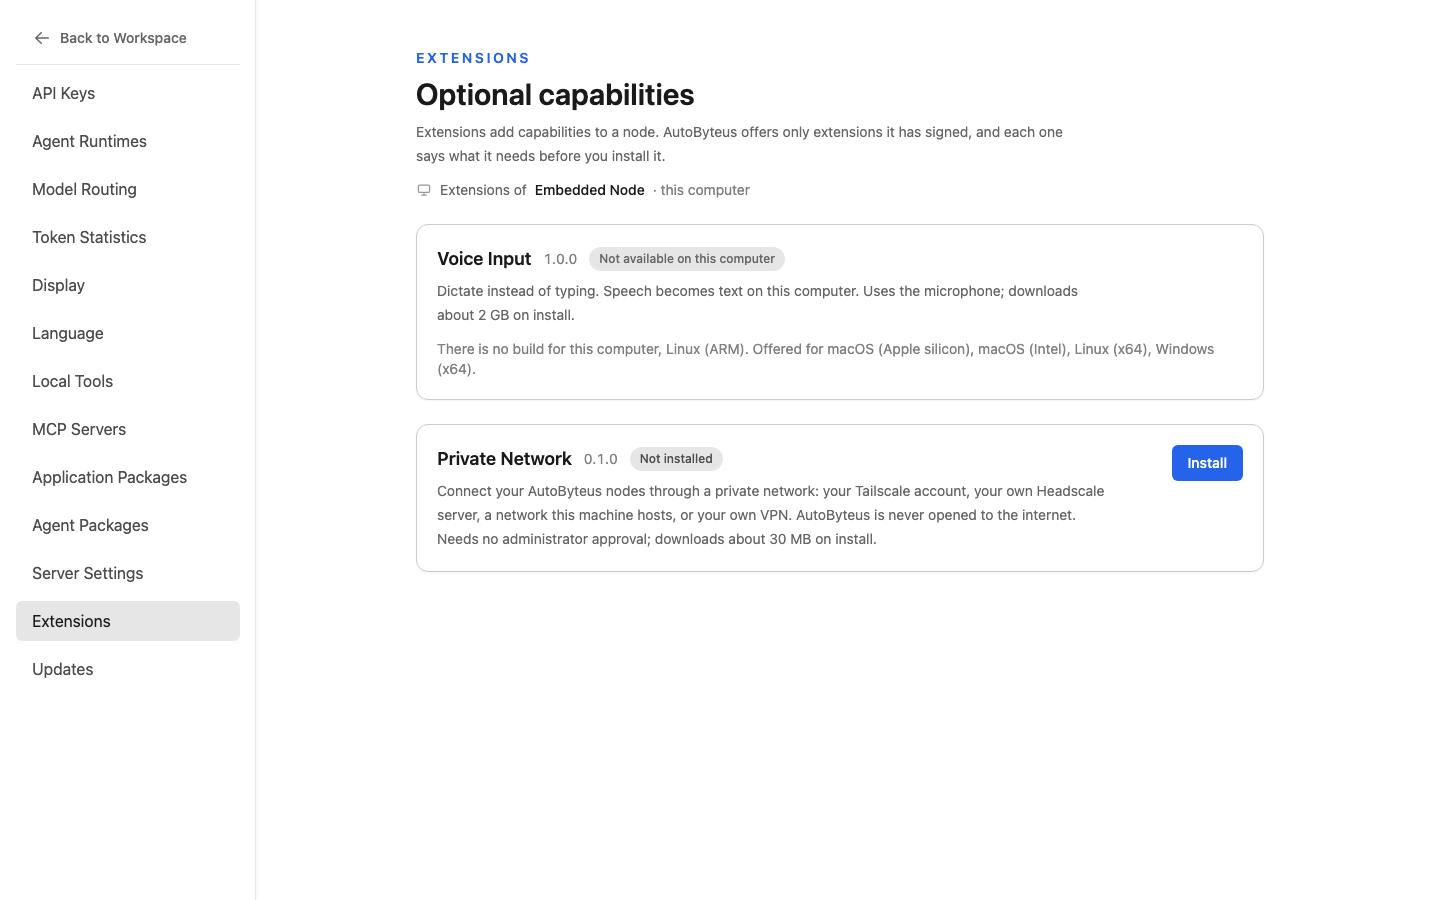 Back to Workspace
API Keys
Agent Runtimes
Model Routing
Token Statistics
Display
Language
Local Tools
MCP Servers
Application Packages
Agent Packages
Server Settings
Extensions
Updates
EXTENSIONS
Optional capabilities
Extensions add capabilities to a node. AutoByteus offers only extensions it has signed, and each one
says what it needs before you install it.
Extensions of Embedded Node · this computer
Voice Input 1.0.0 Not available on this computer
Dictate instead of typing. Speech becomes text on this computer. Uses the microphone; downloads
about 2 GB on install.
There is no build for this computer, Linux (ARM). Offered for macOS (Apple silicon), macOS (Intel), Linux (x64), Windows
(x64).
Private Network 0.1.0 Not installed
Install
Connect your AutoByteus nodes through a private network: your Tailscale account, your own Headscale
server, a network this machine hosts, or your own VPN. AutoByteus is never opened to the internet.
Needs no administrator approval; downloads about 30 MB on install.